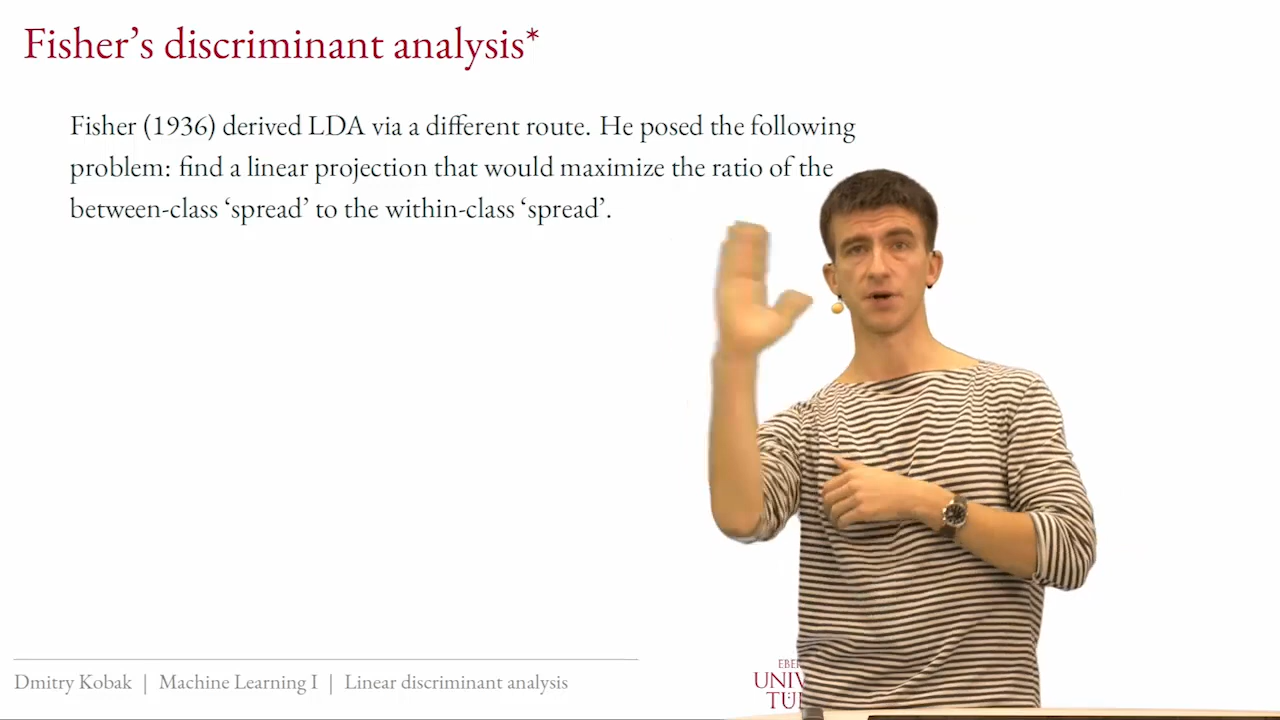 Fisher’s discriminant analysis*
Fisher (1936) derived LDA via a different route. He posed the following
problem: find a linear projection that would maximize the ratio of the
between-class ‘spread’ to the within-class ‘spread’.
Dmitry Kobak | Machine Learning I | Linear discriminant analysis